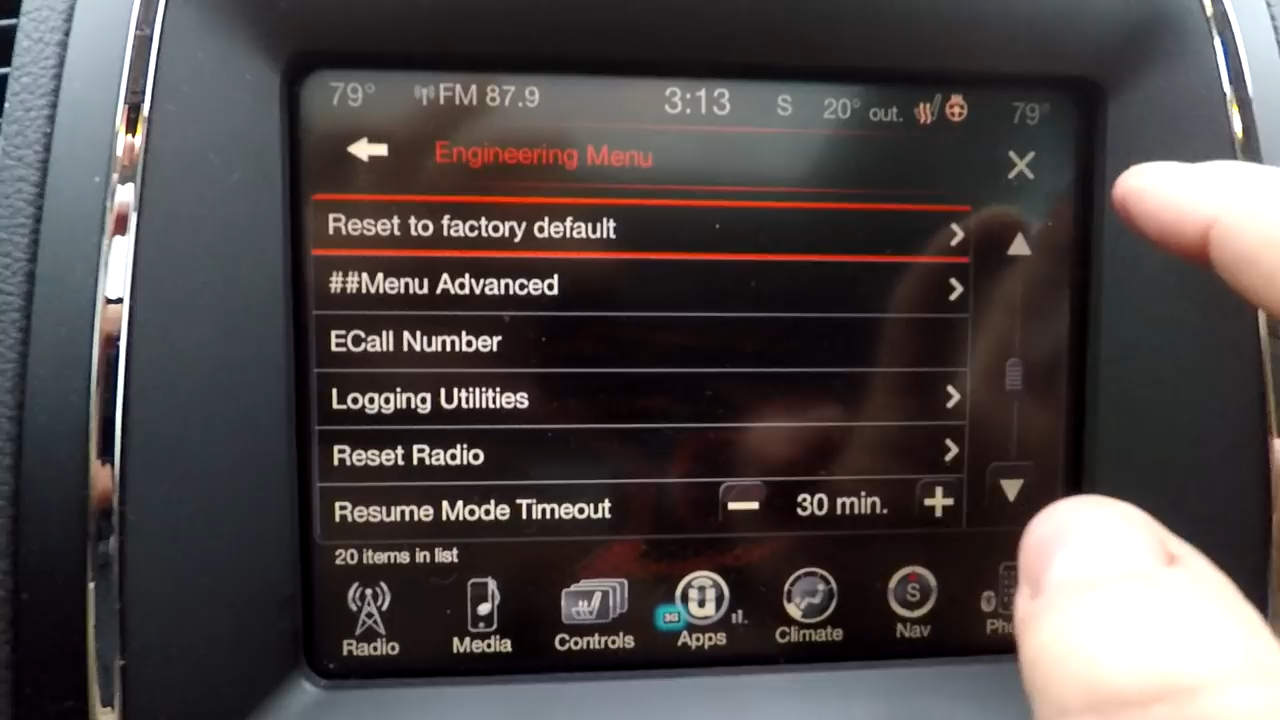 79° FM 87.9 3:13 S 20° out. 79°
Engineering Menu
Reset to factory default
##Menu Advanced
ECall Number
Logging Utilities
Reset Radio
Resume Mode Timeout 30 min.
20 items in list
3G S
Radio Media Controls Apps Climate Nav Pho